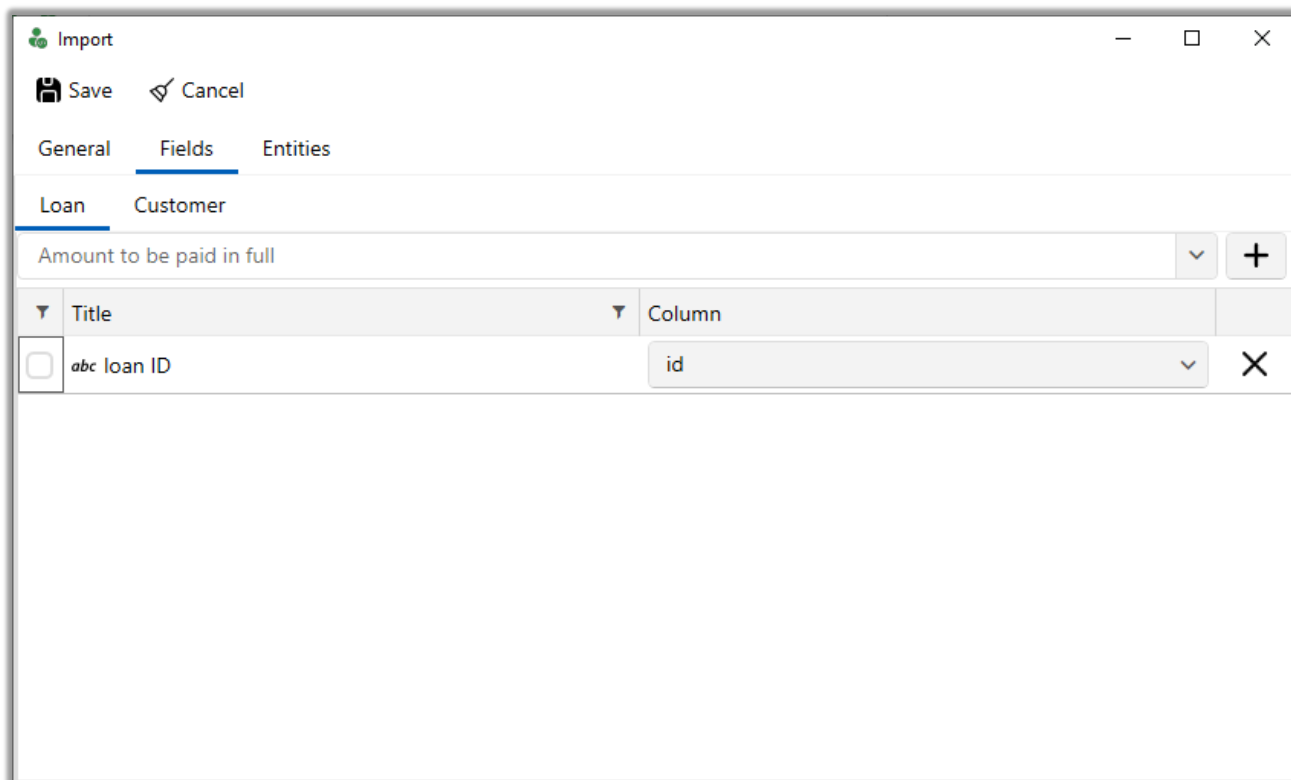 Import
Save Cancel
General Fields Entities
Loan Customer
Amount to be paid in full
Title Column
abc loan ID id